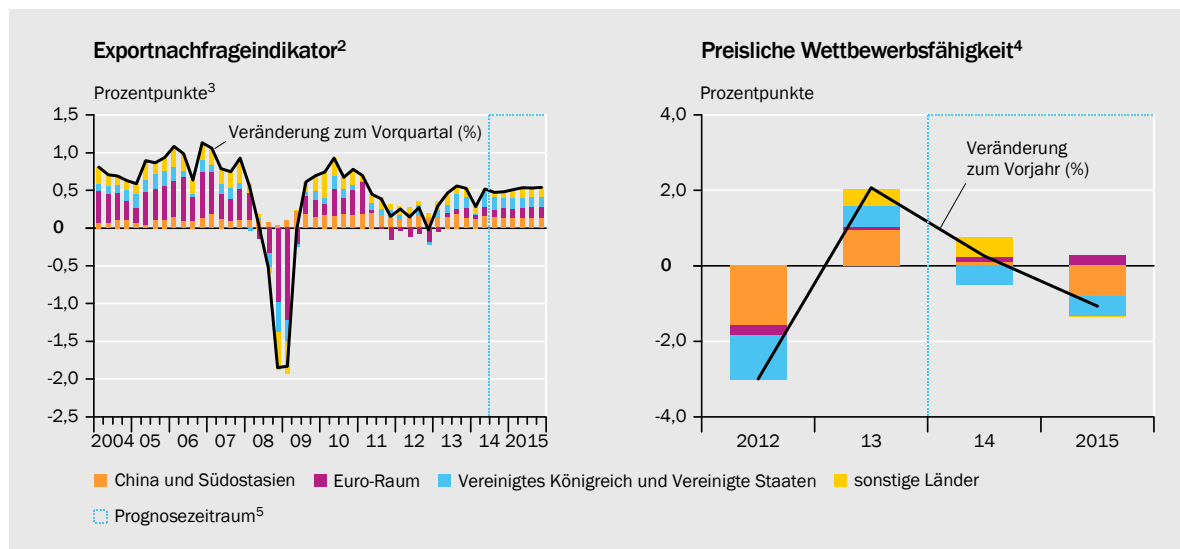 Exportnachfrageindikator²
Prozentpunkte³
1,5
1,0
0,5
0
-0,5
-1,0
-1,5
-2,0
-2,5
Veränderung zum Vorquartal (%)
2004 05 06 07 08 09 10 11 12 13 14 2015
Preisliche Wettbewerbsfähigkeit⁴
Prozentpunkte
4,0
2,0
0
-2,0
-4,0
Veränderung
zum Vorjahr (%)
2012 13 14 2015
China und Südostasien Euro-Raum Vereinigtes Königreich und Vereinigte Staaten sonstige Länder
Prognosezeitraum⁵